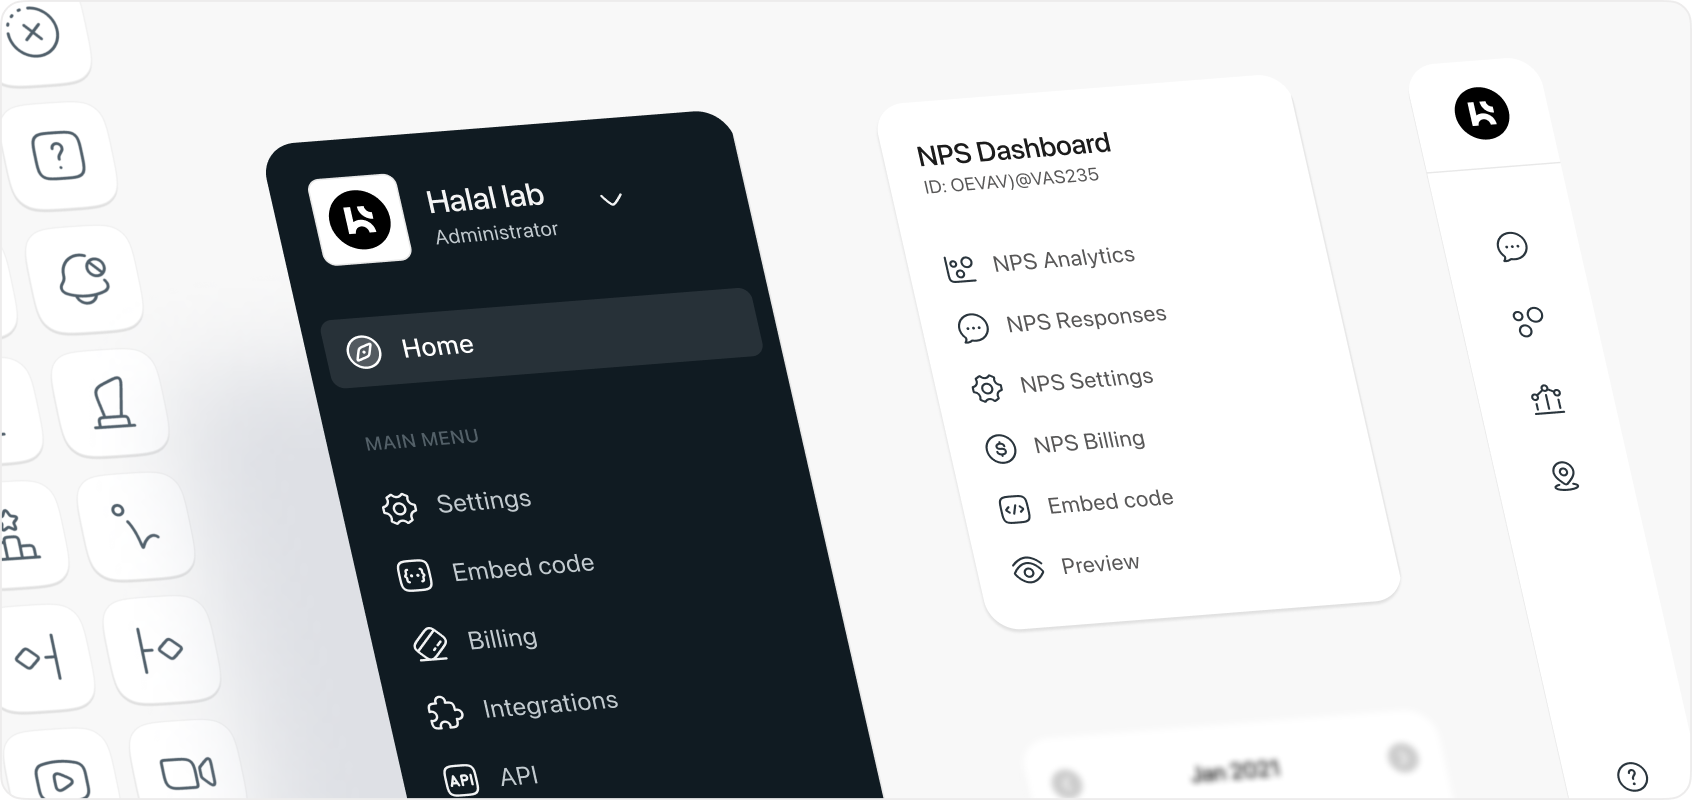 Halal lab
Administrator
Home
MAIN MENU
Settings
Embed code
Billing
Integrations
API
API
NPS Dashboard
ID: OEVAV)@VAS235
NPS Analytics
NPS Responses
NPS Settings
NPS Billing
Embed code
Preview
Jan 2021